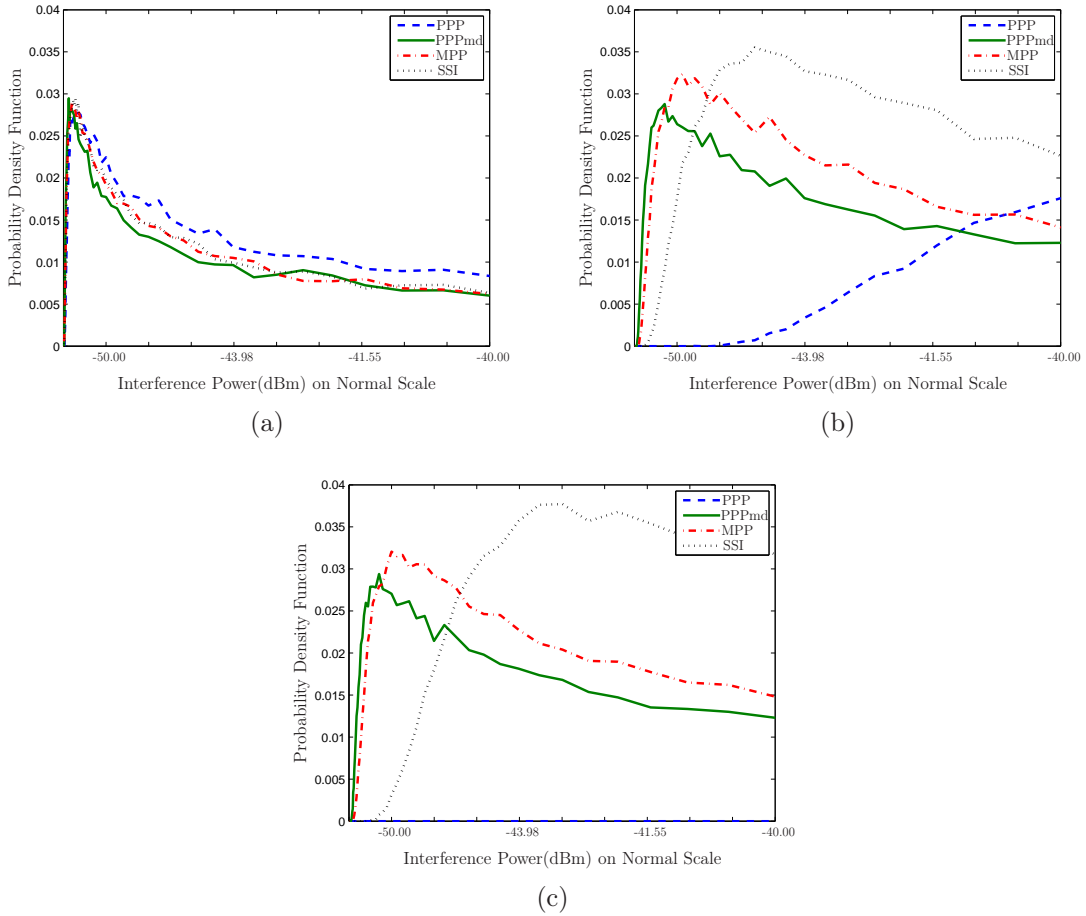 0.04
0.035
0.03
0.025
0.02
0.015
0.01
0.005
0
Probability Density Function
PPP
PPPmd
MPP
SSI
-50.00 -43.98 -41.55 -40.00
Interference Power(dBm) on Normal Scale
(a)
0.04
0.035
0.03
0.025
0.02
0.015
0.01
0.005
0
Probability Density Function
PPP
PPPmd
MPP
SSI
-50.00 -43.98 -41.55 -40.00
Interference Power(dBm) on Normal Scale
(b)
0.04
0.035
0.03
0.025
0.02
0.015
0.01
0.005
0
Probability Density Function
PPP
PPPmd
MPP
SSI
-50.00 -43.98 -41.55 -40.00
Interference Power(dBm) on Normal Scale
(c)